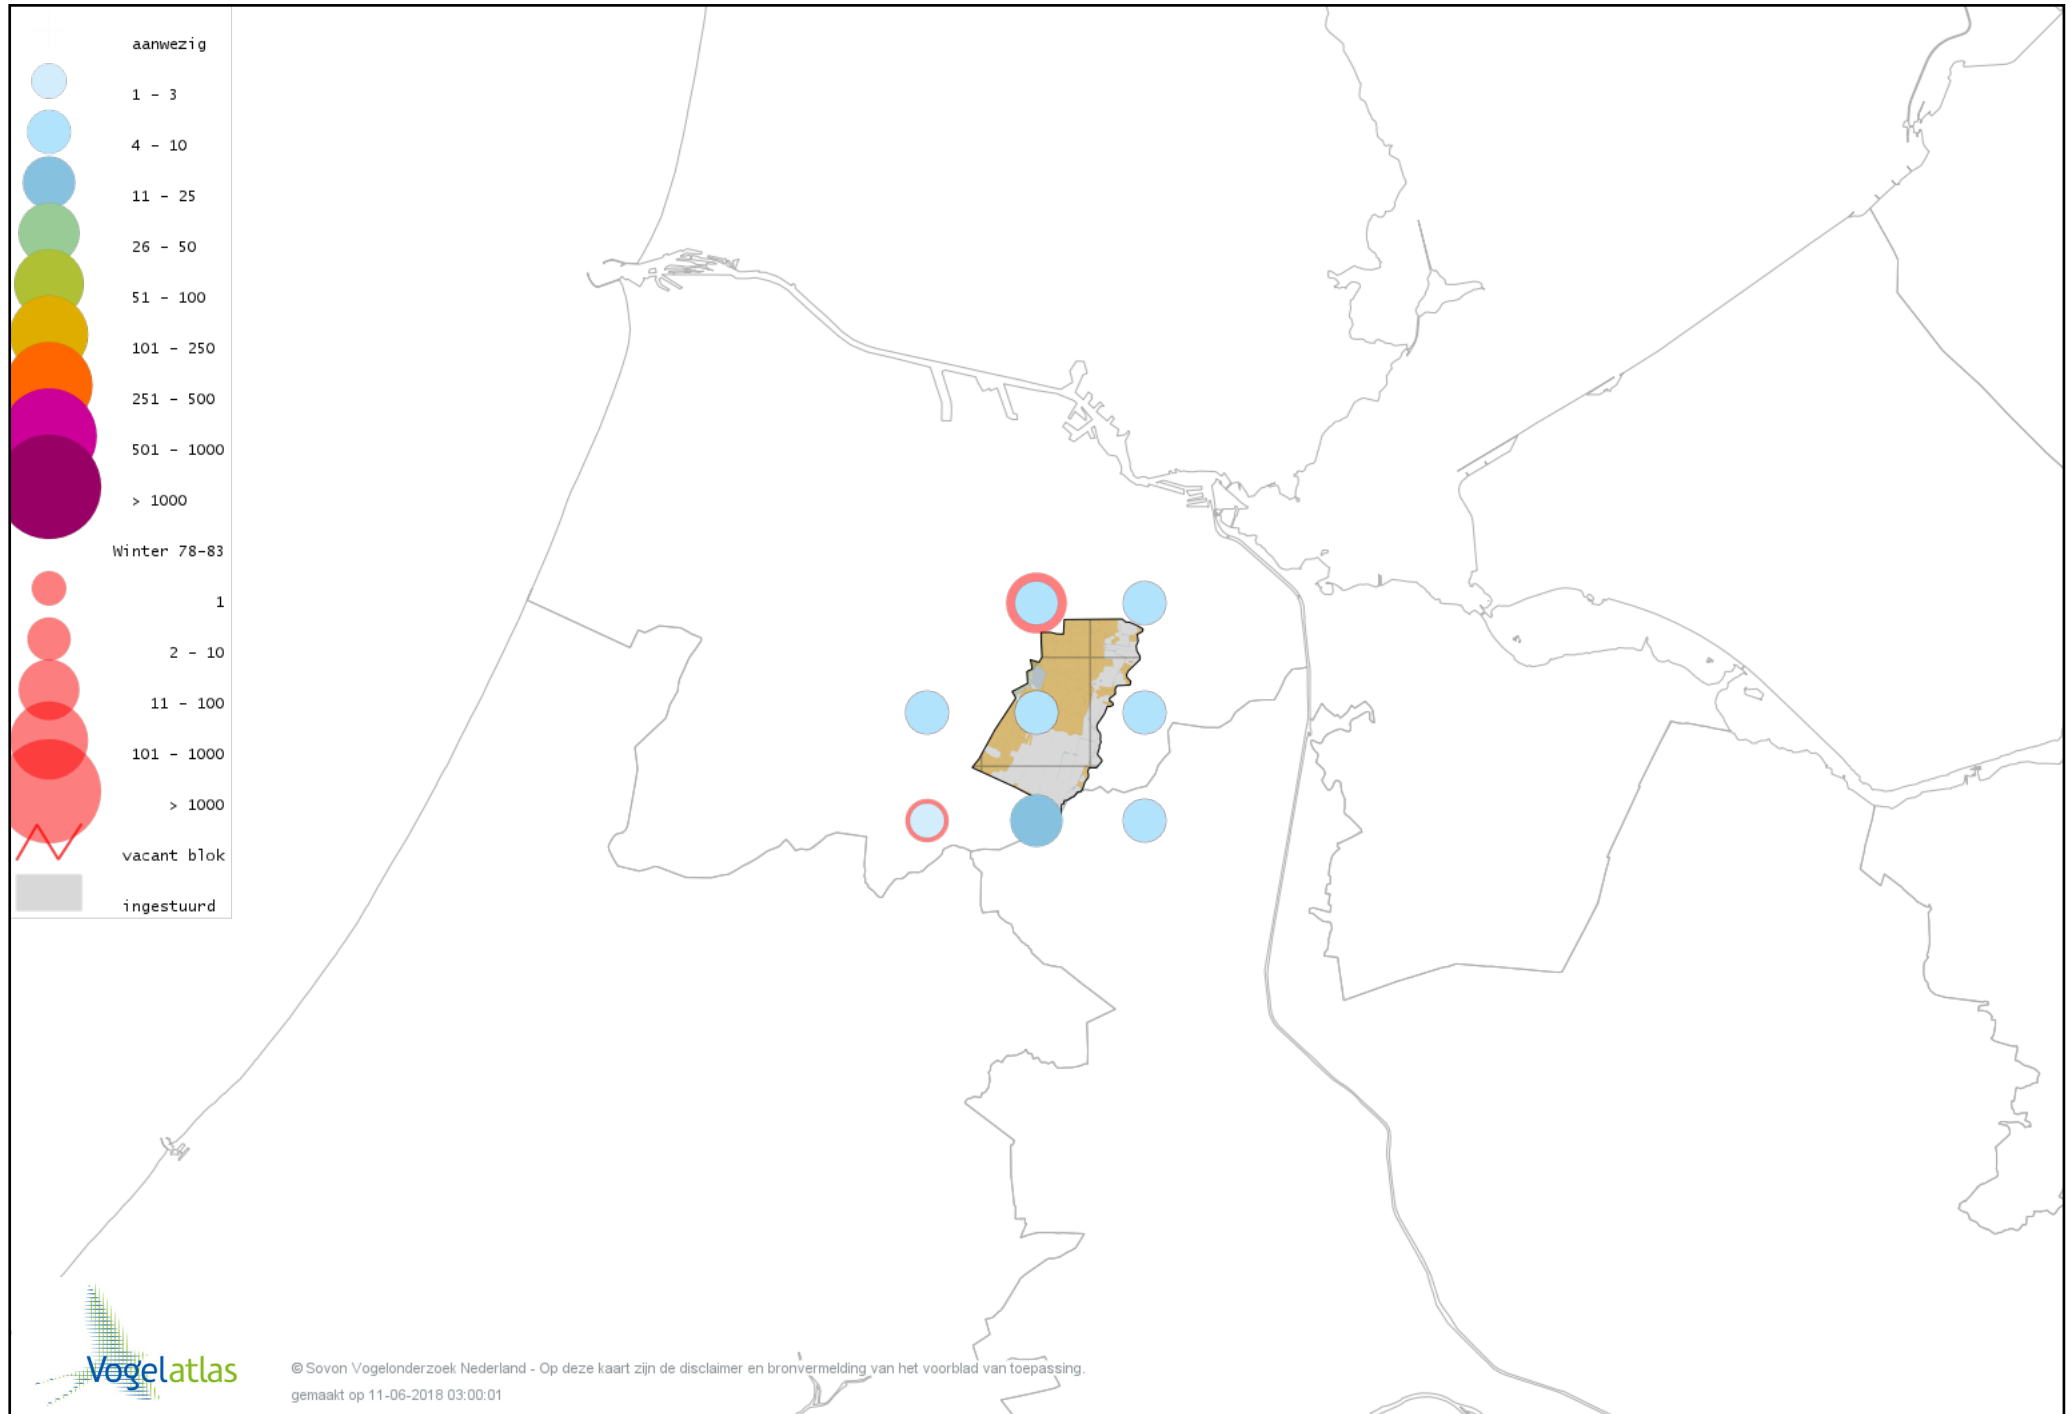 aanwezig
1 - 3
4 - 10
11 - 25
26 - 50
51 - 100
101 - 250
251 - 500
501 - 1000
> 1000
Winter 78-83
1
2 - 10
11 - 100
101 - 1000
> 1000
vacant blok
ingestuurd
Vogelatlas
© Sovon Vogelonderzoek Nederland - Op deze kaart zijn de disclaimer en bronvermelding van het voorblad van toepassing.
gemaakt op 11-06-2018 03:00:01